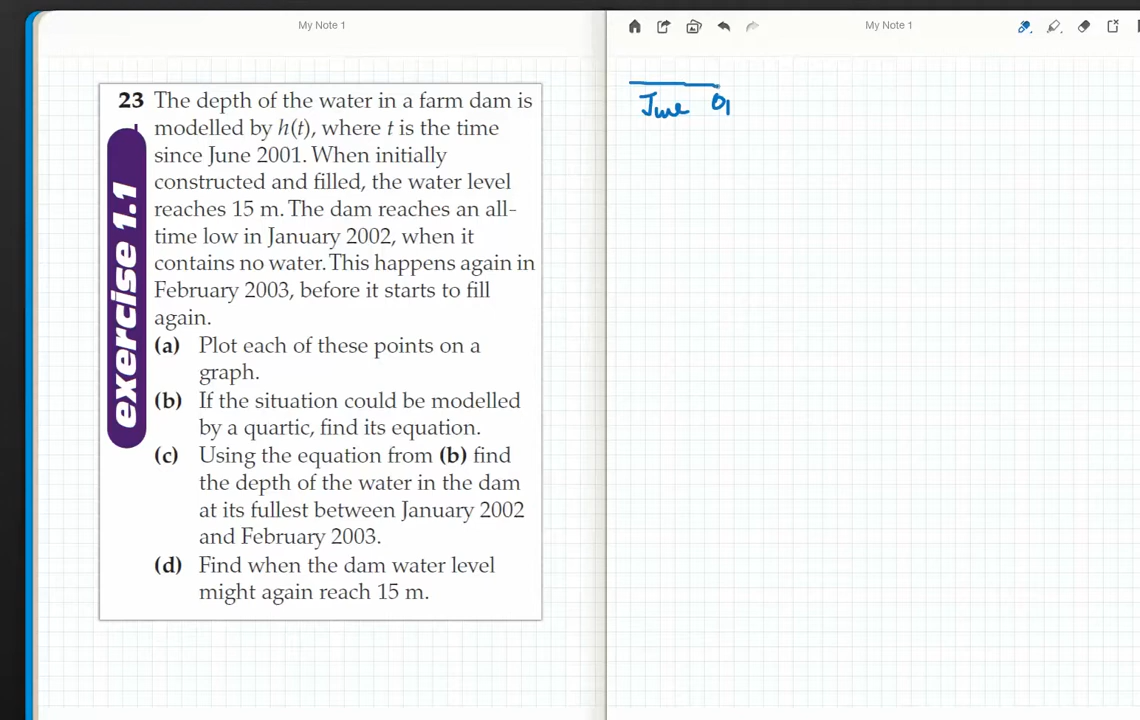 My Note 1
My Note 1
June 01
23 The depth of the water in a farm dam is
modelled by h(t), where t is the time
since June 2001. When initially
constructed and filled, the water level
reaches 15 m. The dam reaches an all-
time low in January 2002, when it
contains no water. This happens again in
February 2003, before it starts to fill
again.
(a) Plot each of these points on a
graph.
(b) If the situation could be modelled
by a quartic, find its equation.
(c) Using the equation from (b) find
the depth of the water in the dam
at its fullest between January 2002
and February 2003.
(d) Find when the dam water level
might again reach 15 m.
exercise 1.1